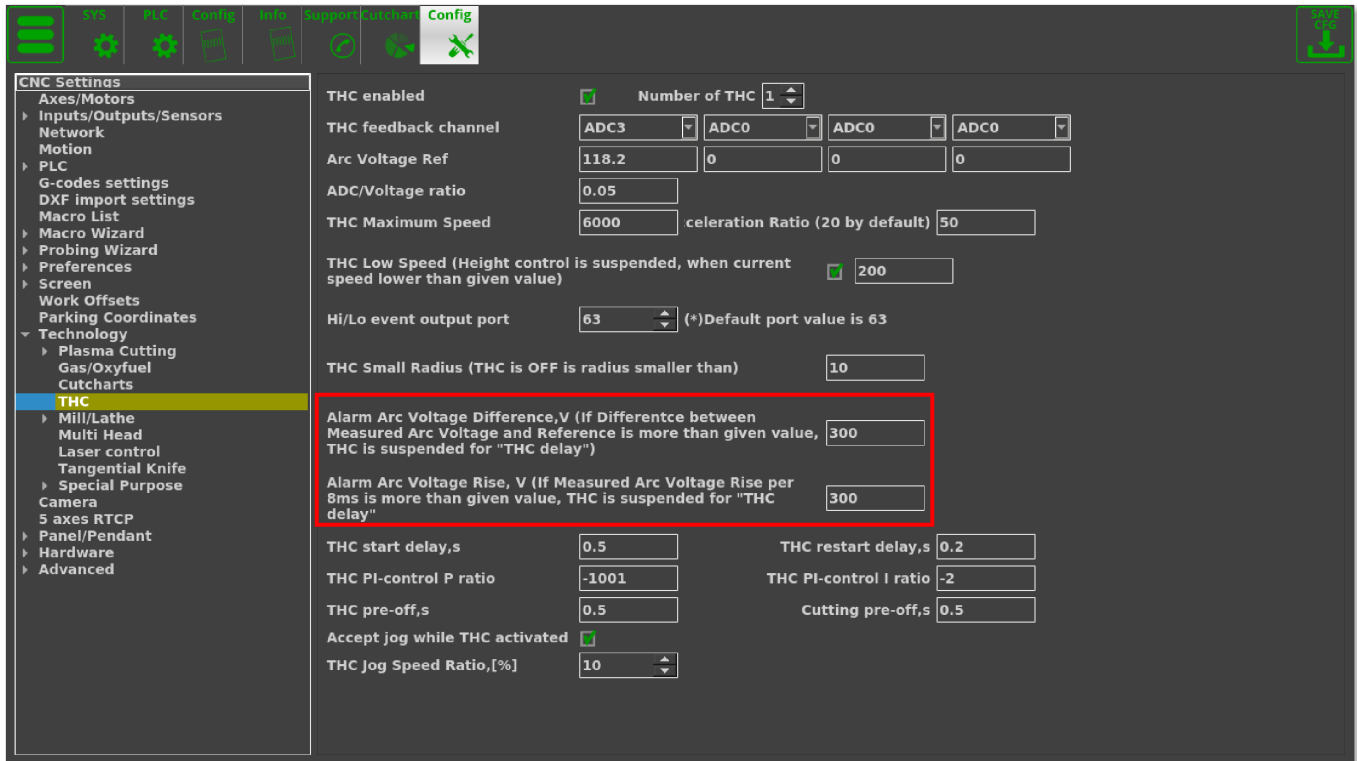 SYS PLC Config Info Support Cutchart Config SAVE
CFG
CNC Settings
Axes/Motors
Inputs/Outputs/Sensors
Network
Motion
PLC
G-codes settings
DXF import settings
Macro List
Macro Wizard
Probing Wizard
Preferences
Screen
Work Offsets
Parking Coordinates
Technology
Plasma Cutting
Gas/Oxyfuel
Cutcharts
THC
Mill/Lathe
Multi Head
Laser control
Tangential Knife
Special Purpose
Camera
5 axes RTCP
Panel/Pendant
Hardware
Advanced
THC enabled Number of THC 1
THC feedback channel ADC3 ADC0 ADC0 ADC0
Arc Voltage Ref 118.2 0 0 0
ADC/Voltage ratio 0.05
THC Maximum Speed 6000 celeration Ratio (20 by default) 50
THC Low Speed (Height control is suspended, when current
speed lower than given value) 200
Hi/Lo event output port 63 (*)Default port value is 63
THC Small Radius (THC is OFF is radius smaller than) 10
Alarm Arc Voltage Difference,V (If Differentce between
Measured Arc Voltage and Reference is more than given value, 300
THC is suspended for "THC delay")
Alarm Arc Voltage Rise, V (If Measured Arc Voltage Rise per
8ms is more than given value, THC is suspended for "THC 300
delay"
THC start delay,s 0.5 THC restart delay,s 0.2
THC PI-control P ratio -1001 THC PI-control I ratio -2
THC pre-off,s 0.5 Cutting pre-off,s 0.5
Accept jog while THC activated
THC Jog Speed Ratio,[%] 10